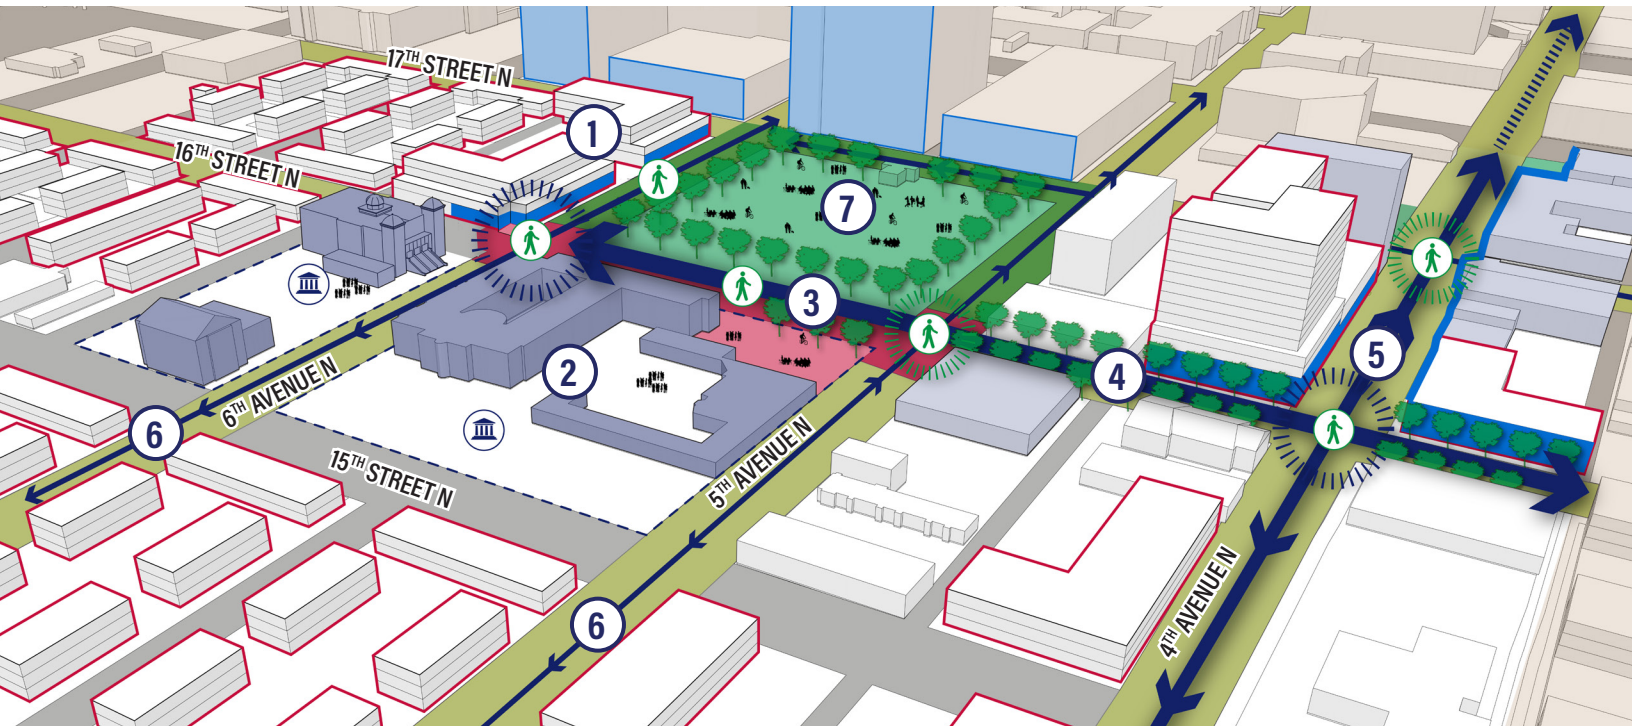 17TH STREET N
1
16TH STREET N
7
3
2
4
5
6TH AVENUE N
6
15TH STREET N
5TH AVENUE N
6
4TH AVENUE N